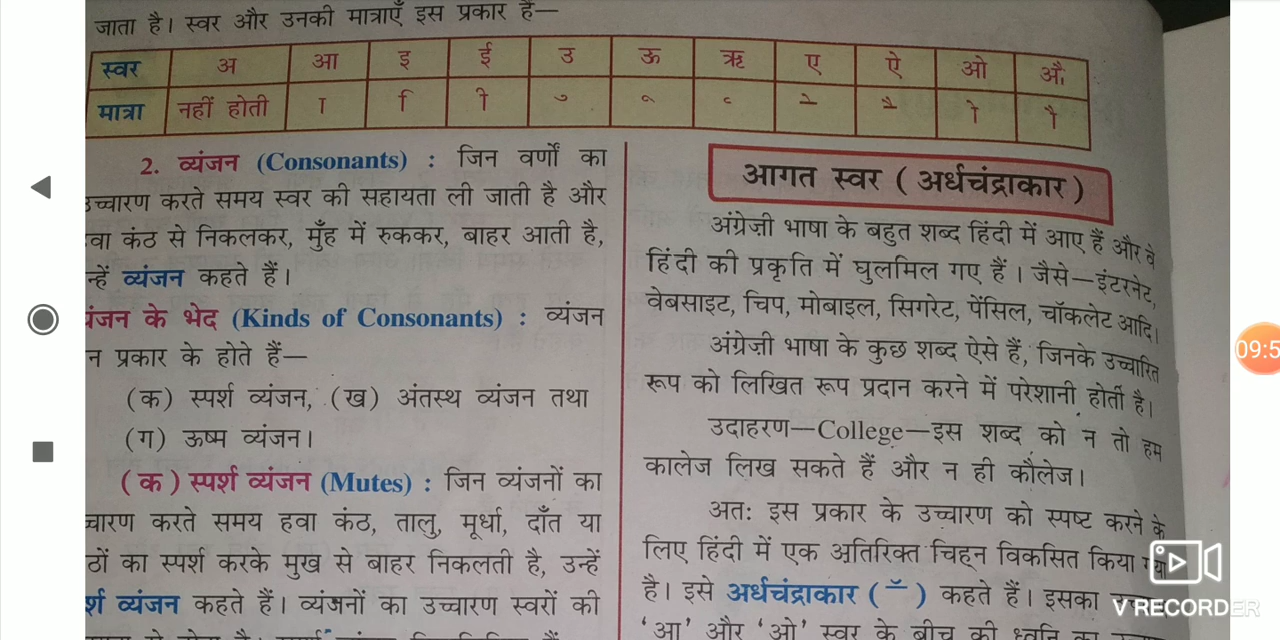 जाता है। स्वर और उनकी मात्राएँ इस प्रकार हैं—
स्वर अ आ इ ई उ ऊ ऋ ए ऐ ओ औ
मात्रा नहीं होती ा ि ी ु ू ृ े ै ो ौ
2. व्यंजन (Consonants) : जिन वर्णों का
उच्चारण करते समय स्वर की सहायता ली जाती है और
वा कंठ से निकलकर, मुँह में रुककर, बाहर आती है,
न्हें व्यंजन कहते हैं।
यंजन के भेद (Kinds of Consonants) : व्यंजन
न प्रकार के होते हैं—
(क) स्पर्श व्यंजन, (ख) अंतस्थ व्यंजन तथा
(ग) ऊष्म व्यंजन।
(क) स्पर्श व्यंजन (Mutes) : जिन व्यंजनों का
चारण करते समय हवा कंठ, तालु, मूर्धा, दाँत या
ठों का स्पर्श करके मुख से बाहर निकलती है, उन्हें
र्श व्यंजन कहते हैं। व्यंजनों का उच्चारण स्वरों की
आगत स्वर (अर्धचंद्राकार)
अंग्रेजी भाषा के बहुत शब्द हिंदी में आए हैं और वे
हिंदी की प्रकृति में घुलमिल गए हैं। जैसे—इंटरनेट,
वेबसाइट, चिप, मोबाइल, सिगरेट, पेंसिल, चॉकलेट आदि।
अंग्रेजी भाषा के कुछ शब्द ऐसे हैं, जिनके उच्चारित
रूप को लिखित रूप प्रदान करने में परेशानी होती है।
उदाहरण—College—इस शब्द को न तो हम
कालेज लिख सकते हैं और न ही कौलेज।
अतः इस प्रकार के उच्चारण को स्पष्ट करने के
लिए हिंदी में एक अतिरिक्त चिह्न विकसित किया गया
है। इसे अर्धचंद्राकार (ॅ) कहते हैं। इसका
'आ' और 'ओ' स्वर के बीच की ध्वनि का
09:5
V RECORDER